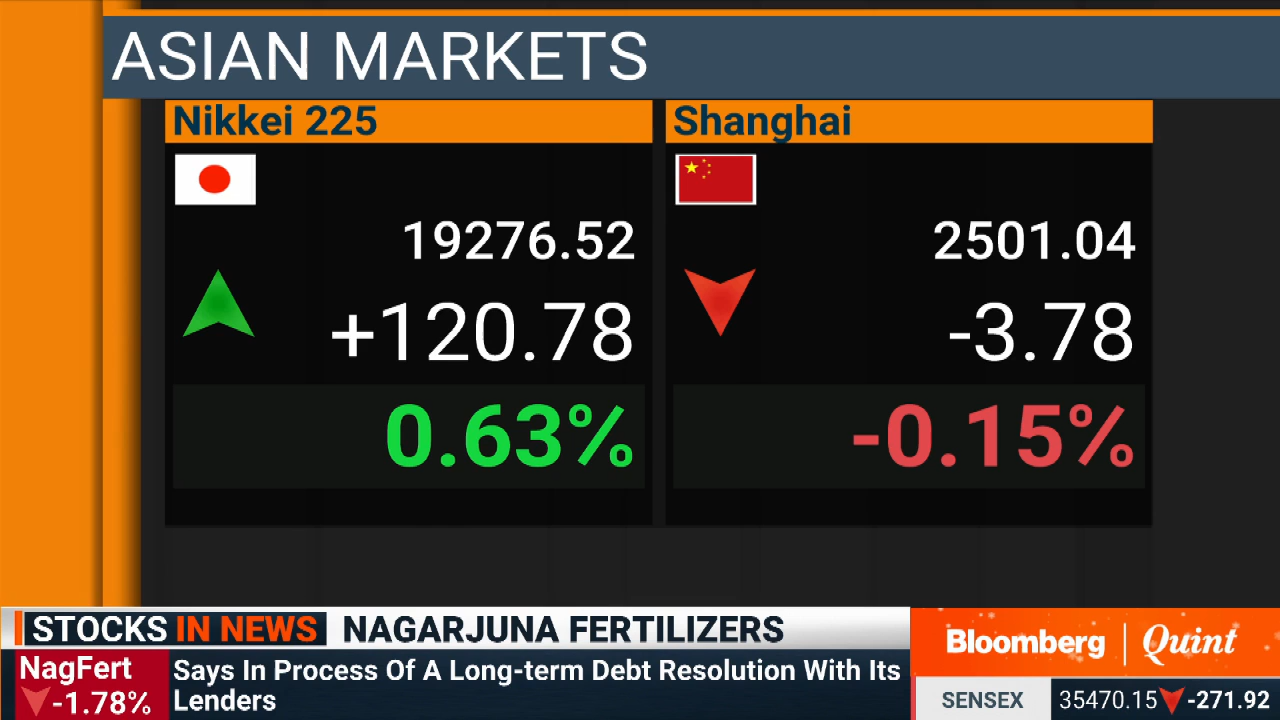 ASIAN MARKETS
Nikkei 225
19276.52
+120.78
0.63%
Shanghai
2501.04
-3.78
-0.15%
STOCKS IN NEWS NAGARJUNA FERTILIZERS
NagFert
-1.78%
Says In Process Of A Long-term Debt Resolution With Its
Lenders
Bloomberg | Quint
SENSEX 35470.15 -271.92